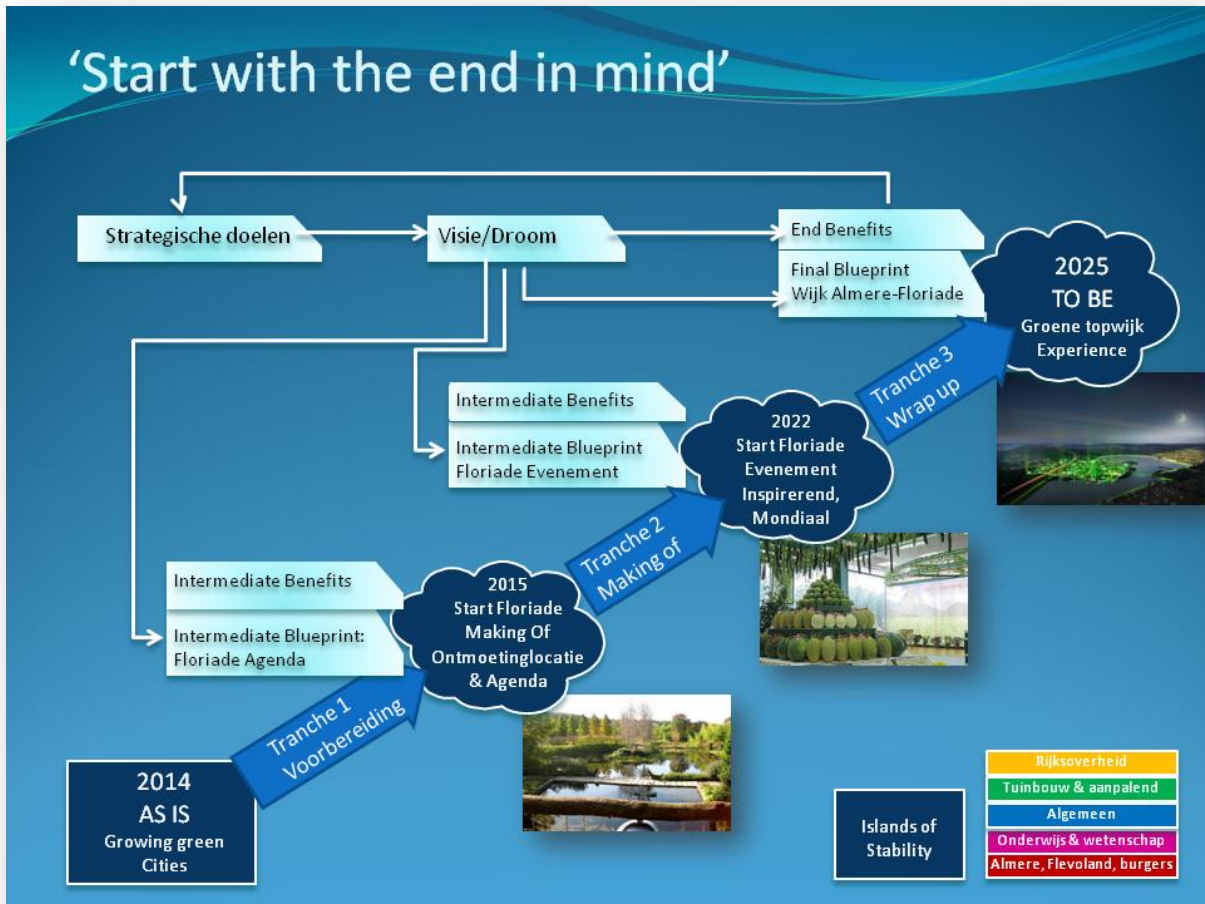 ‘Start with the end in mind’
Strategische doelen
Visie/Droom
End Benefits
Final Blueprint
Wijk Almere-Floriade
2025
TO BE
Groene topwijk
Experience
Tranche 3
Wrap up
Intermediate Benefits
Intermediate Blueprint
Floriade Evenement
2022
Start Floriade
Evenement
Inspirerend,
Mondiaal
Tranche 2
Making of
Intermediate Benefits
Intermediate Blueprint:
Floriade Agenda
2015
Start Floriade
Making Of
Ontmoetinglocatie
& Agenda
Tranche 1
Voorbereiding
2014
AS IS
Growing green
Cities
Islands of
Stability
Rijksoverheid
Tuinbouw & aanpalend
Algemeen
Onderwijs & wetenschap
Almere, Flevoland, burgers